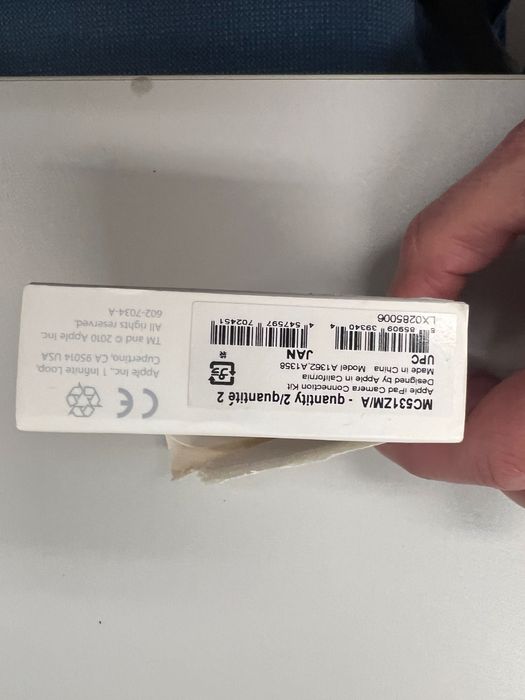 MC531ZM/A - quantity 2/quantité 2
Apple iPad Camera Connection Kit
Designed by Apple in California
Made in China Model A1362,A1358
UPC
JAN
8 85909 39340 4
4 547597 702451
LX0285006
CE
Apple Inc. 1 Infinite Loop,
Cupertino, CA 95014 USA
TM and © 2010 Apple Inc.
All rights reserved.
602-7034-A